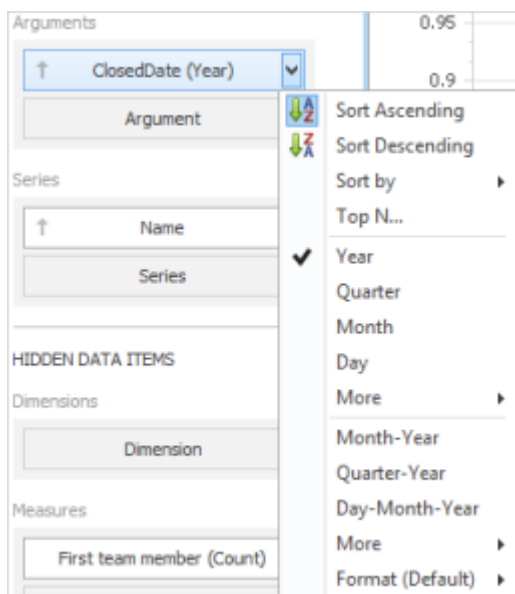 Arguments
ClosedDate (Year)
Argument
Series
Name
Series
HIDDEN DATA ITEMS
Dimensions
Dimension
Measures
First team member (Count)
0.95
0.9
A
Z
Sort Ascending
Z
A
Sort Descending
Sort by
Top N...
Year
Quarter
Month
Day
More
Month-Year
Quarter-Year
Day-Month-Year
More
Format (Default)